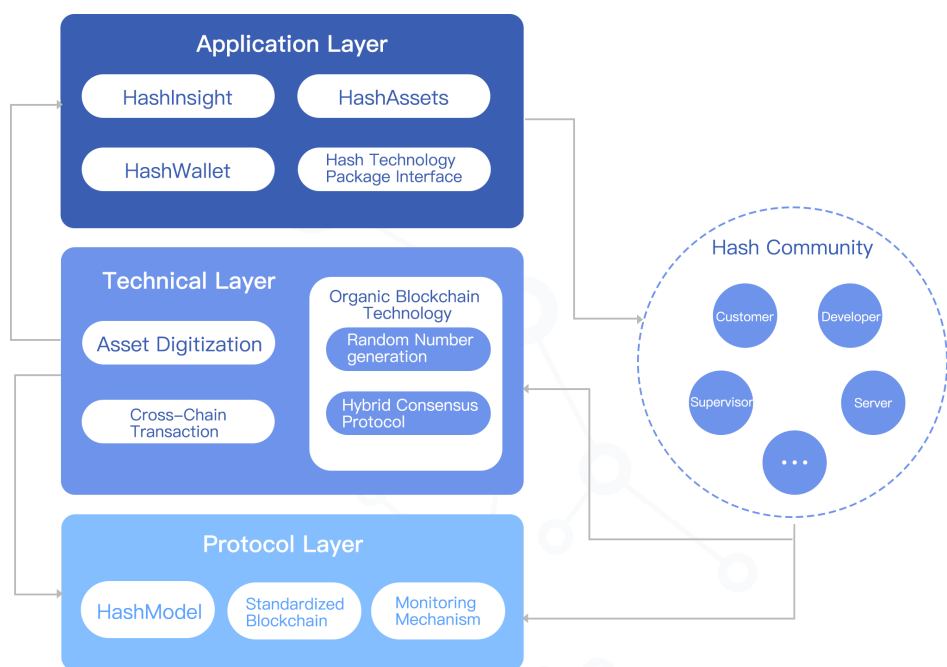 Application Layer
HashInsight
HashAssets
HashWallet
Hash Technology
Package Interface
Technical Layer
Asset Digitization
Cross-Chain
Transaction
Organic Blockchain
Technology
Random Number
generation
Hybrid Consensus
Protocol
Protocol Layer
HashModel
Standardized
Blockchain
Monitoring
Mechanism
Hash Community
Customer
Developer
Supervisor
Server
...